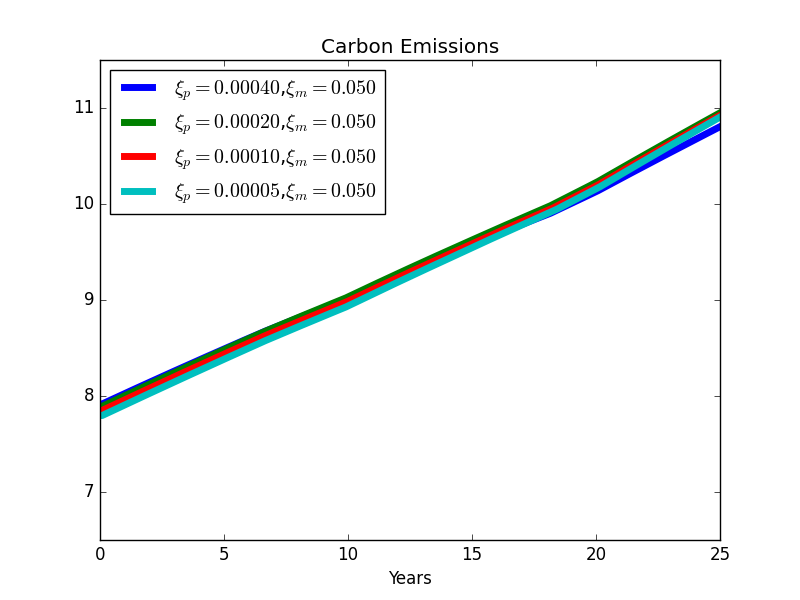 Carbon Emissions
ξₚ = 0.00040,ξₘ = 0.050
ξₚ = 0.00020,ξₘ = 0.050
ξₚ = 0.00010,ξₘ = 0.050
ξₚ = 0.00005,ξₘ = 0.050
11
10
9
8
7
0 5 10 15 20 25
Years